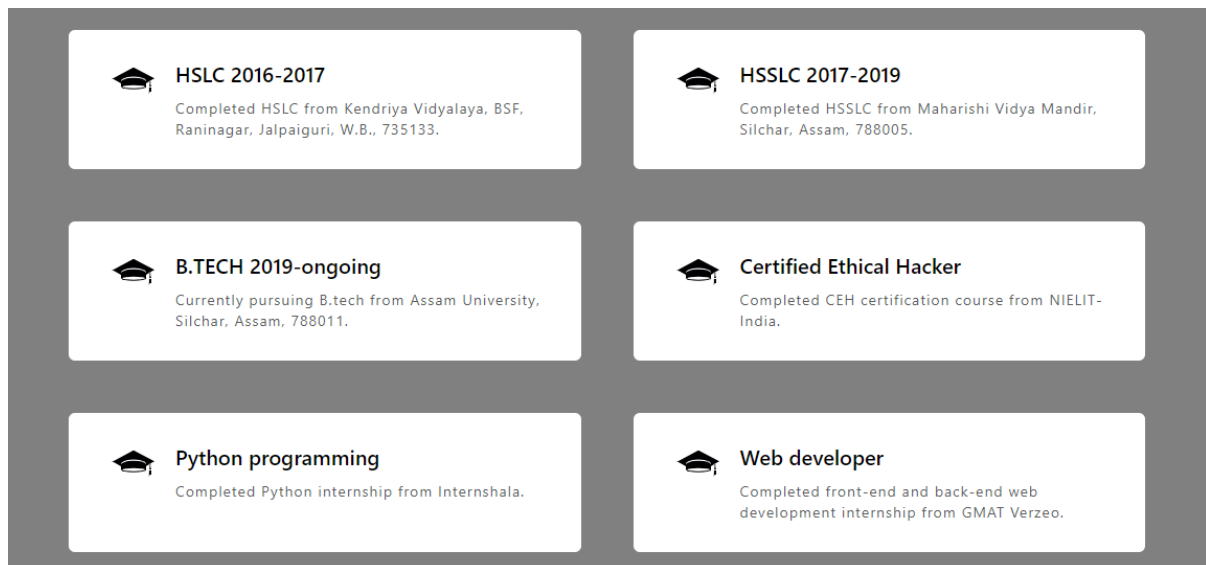 HSLC 2016-2017
Completed HSLC from Kendriya Vidyalaya, BSF,
Raninagar, Jalpaiguri, W.B., 735133.
HSSLC 2017-2019
Completed HSSLC from Maharishi Vidya Mandir,
Silchar, Assam, 788005.
B.TECH 2019-ongoing
Currently pursuing B.tech from Assam University,
Silchar, Assam, 788011.
Certified Ethical Hacker
Completed CEH certification course from NIELIT-
India.
Python programming
Completed Python internship from Internshala.
Web developer
Completed front-end and back-end web
development internship from GMAT Verzeo.